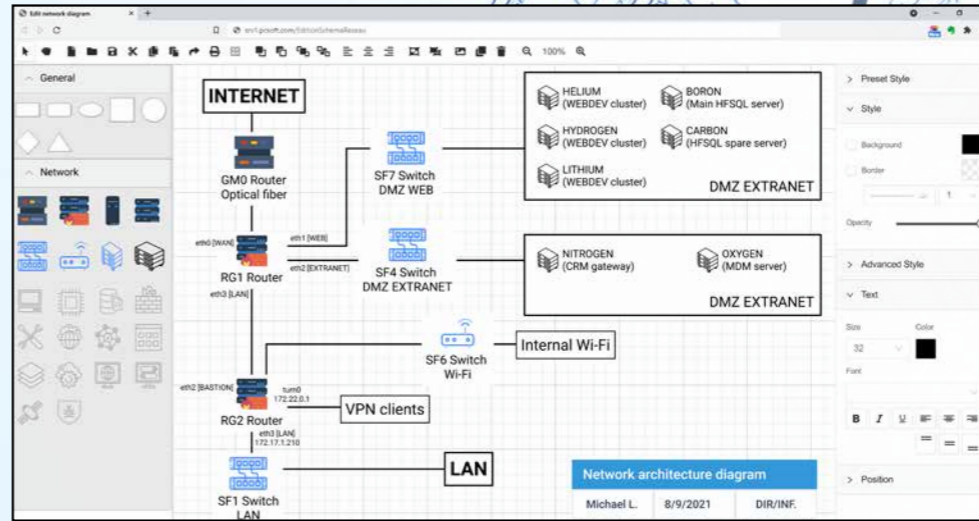 Edit network diagram
100%
General
Network
INTERNET
GM0 Router
Optical fiber
eth0 [WAN]
eth1 [WEB]
eth2 [EXTRANET]
RG1 Router
eth3 [LAN]
SF7 Switch
DMZ WEB
SF4 Switch
DMZ EXTRANET
HELIUM
(WEBDEV cluster)
BORON
(Main HFSQL server)
HYDROGEN
(WEBDEV cluster)
CARBON
(HFSQL spare server)
LITHIUM
(WEBDEV cluster)
DMZ EXTRANET
NITROGEN
(CRM gateway)
OXYGEN
(MDM server)
DMZ EXTRANET
SF6 Switch
Wi-Fi
Internal Wi-Fi
eth2 [BASTION]
172.22.0.1
VPN clients
RG2 Router
eth3 [LAN]
172.17.1.210
SF1 Switch
LAN
LAN
Network architecture diagram
Michael L.
8/9/2021
DIR/INF.
Preset Style
Style
Background
Border
1
Opacity
Advanced Style
Text
Size
Color
32
Font
B I U
Position